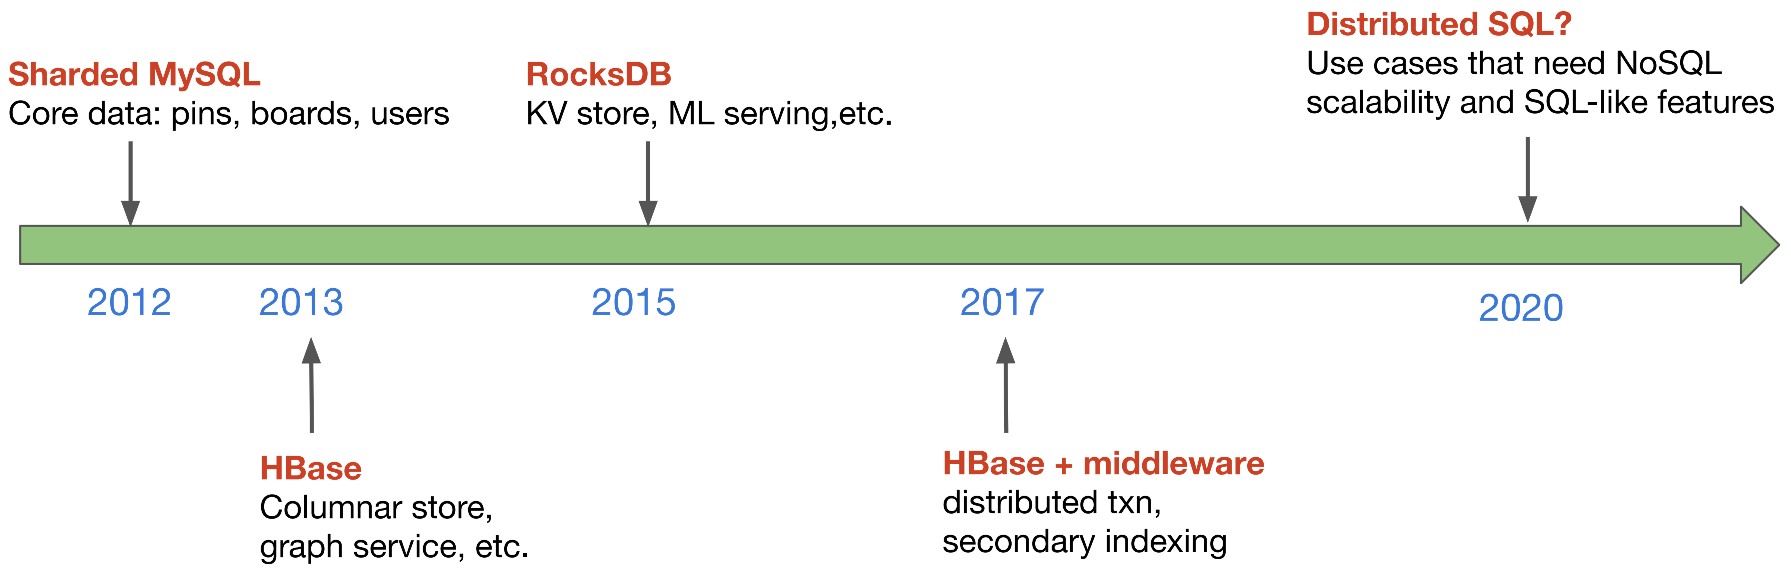 Sharded MySQL
Core data: pins, boards, users
RocksDB
KV store, ML serving,etc.
Distributed SQL?
Use cases that need NoSQL
scalability and SQL-like features
2012
2013
2015
2017
2020
HBase
Columnar store,
graph service, etc.
HBase + middleware
distributed txn,
secondary indexing